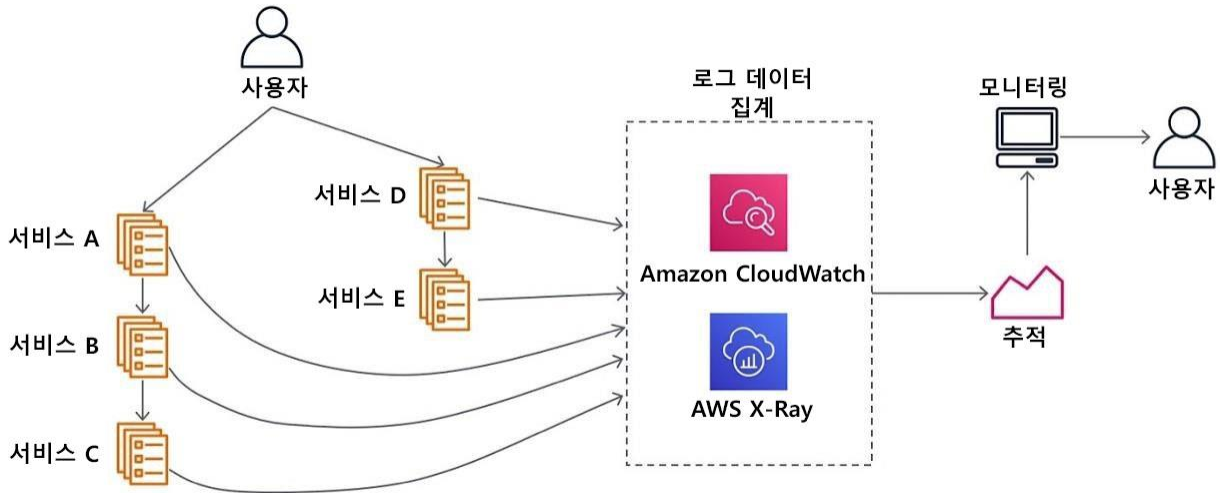 사용자
로그 데이터
집계
모니터링
사용자
서비스 D
서비스 A
Amazon CloudWatch
서비스 E
서비스 B
추적
AWS X-Ray
서비스 C